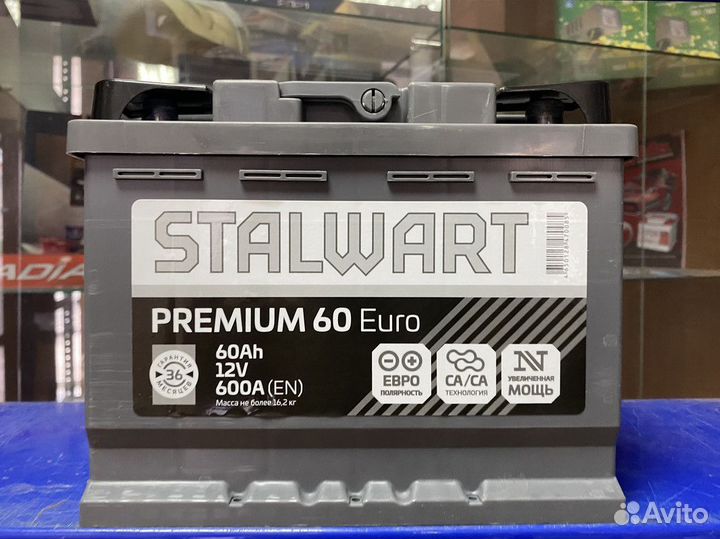 STALWART
PREMIUM 60 Euro
60Ah
12V
600A (EN)
Масса не более 16,2 кг
ГАРАНТИЯ
36
МЕСЯЦЕВ
ЕВРО
ПОЛЯРНОСТЬ
CA/CA
ТЕХНОЛОГИЯ
УВЕЛИЧЕННАЯ
МОЩЬ
ADIA
Avito